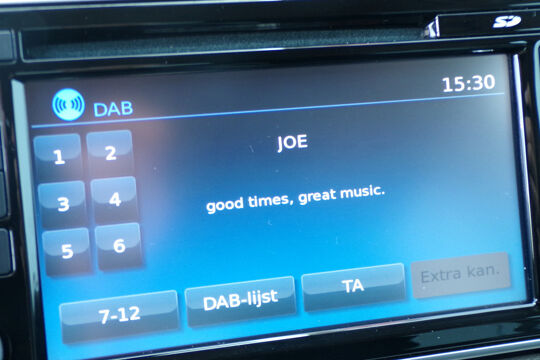 SD
15:30
DAB
1 2
JOE
3 4
good times, great music.
5 6
7-12 DAB-lijst TA Extra kan.